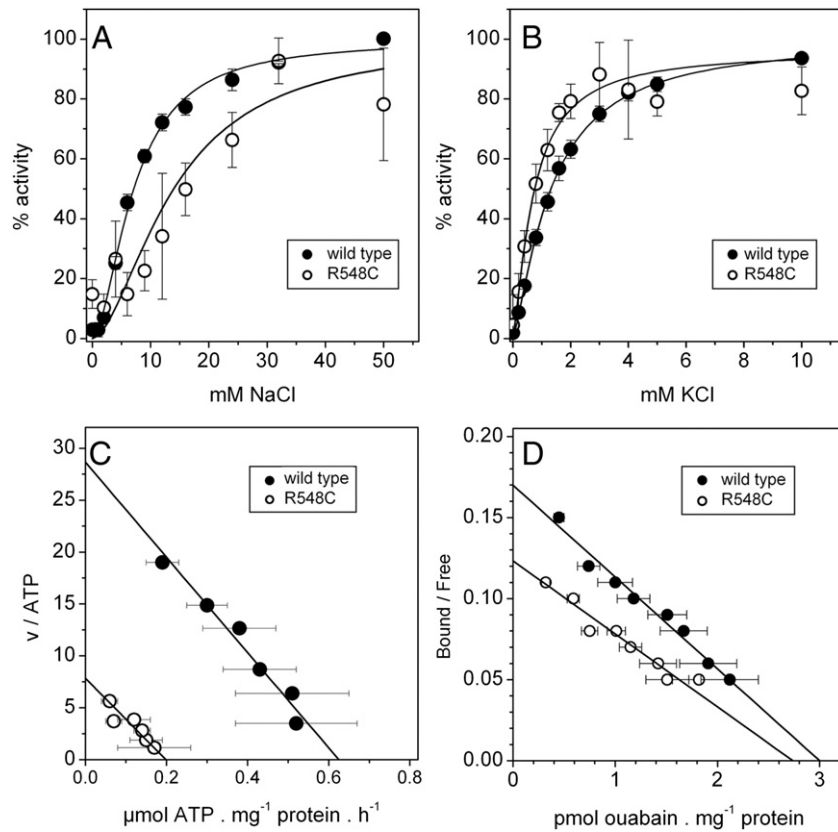 A
B
% activity
100
80
60
40
20
0
wild type
R548C
0
10
20
30
40
50
mM NaCl
% activity
100
80
60
40
20
0
wild type
R548C
0
2
4
6
8
10
mM KCl
C
D
v / ATP
30
25
20
15
10
5
0
wild type
R548C
0.0
0.2
0.4
0.6
0.8
µmol ATP . mg⁻¹ protein . h⁻¹
Bound / Free
0.20
0.15
0.10
0.05
0.00
wild type
R548C
0
1
2
3
pmol ouabain . mg⁻¹ protein